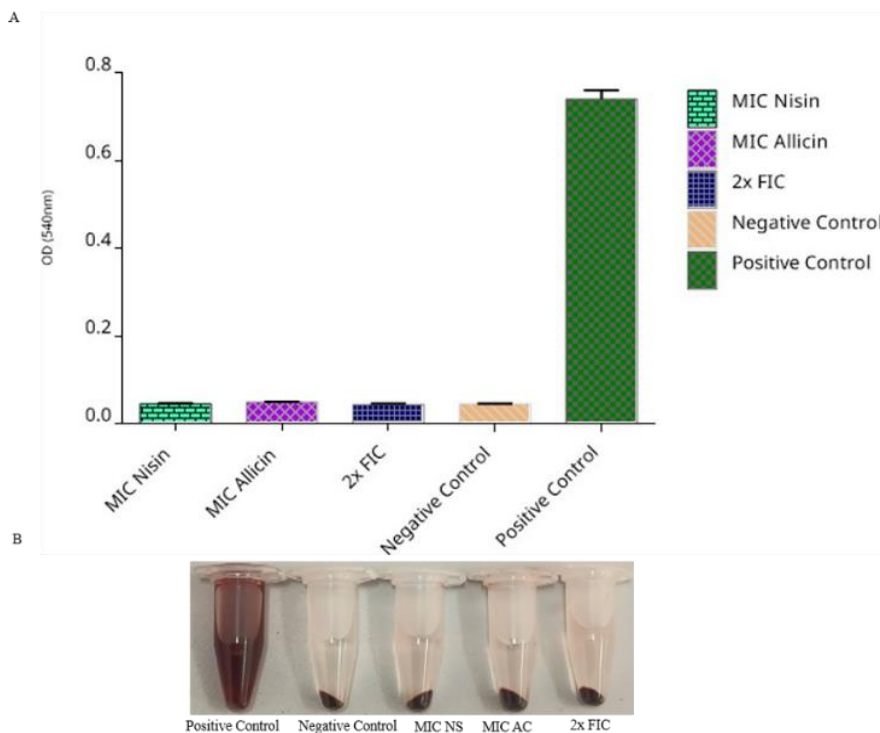 A
0.8
0.6
0.4
0.2
0.0
OD (540nm)
MIC Nisin
MIC Allicin
2x FIC
Negative Control
Positive Control
MIC Nisin
MIC Allicin
2x FIC
Negative Control
Positive Control
B
Positive Control Negative Control MIC NS MIC AC 2x FIC